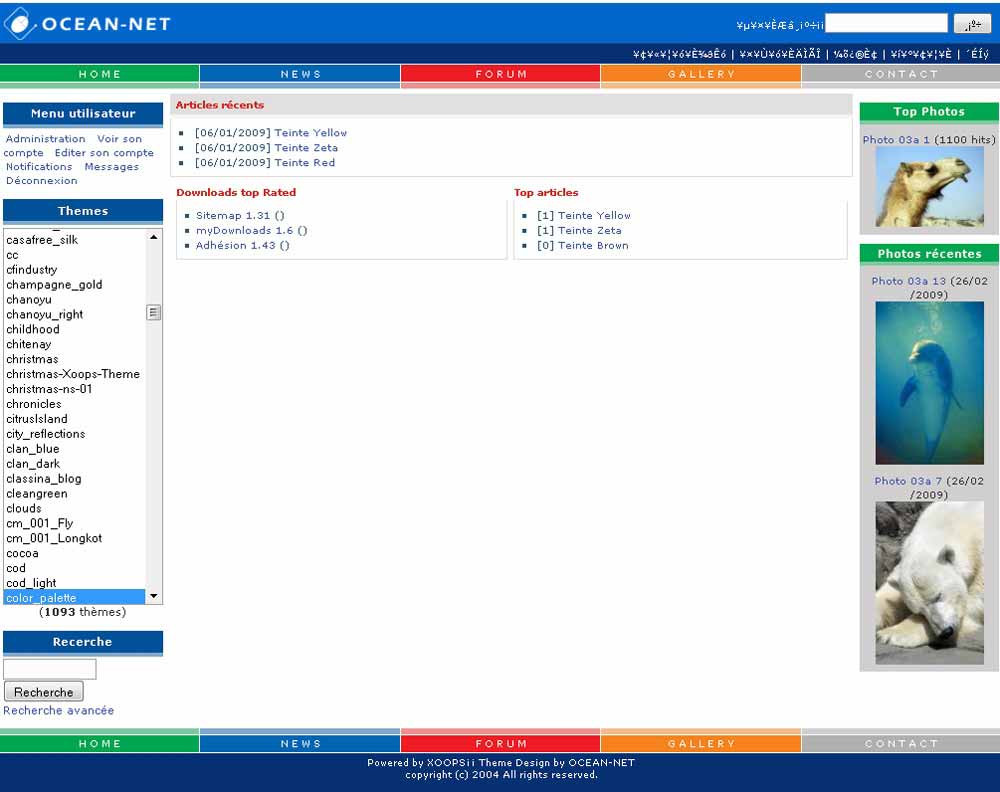 OCEAN-NET
HOME NEWS FORUM GALLERY CONTACT
Menu utilisateur
Administration Voir son
compte Editer son compte
Notifications Messages
Déconnexion
Themes
casafree_silk
cc
cfindustry
champagne_gold
chanoyu
chanoyu_right
childhood
chitenay
christmas
christmas-Xoops-Theme
christmas-ns-01
chronicles
citrusIsland
city_reflections
clan_blue
clan_dark
classina_blog
cleangreen
clouds
cm_001_Fly
cm_001_Longkot
cocoa
cod
cod_light
color_palette
(1093 thèmes)
Recerche
Recherche
Recherche avancée
Articles récents
[06/01/2009] Teinte Yellow
[06/01/2009] Teinte Zeta
[06/01/2009] Teinte Red
Downloads top Rated
Sitemap 1.31 ()
myDownloads 1.6 ()
Adhésion 1.43 ()
Top articles
[1] Teinte Yellow
[1] Teinte Zeta
[0] Teinte Brown
Top Photos
Photo 03a 1 (1100 hits)
Photos récentes
Photo 03a 13 (26/02
/2009)
Photo 03a 7 (26/02
/2009)
HOME NEWS FORUM GALLERY CONTACT
Powered by XOOPS¡¡Theme Design by OCEAN-NET
copyright (c) 2004 All rights reserved.